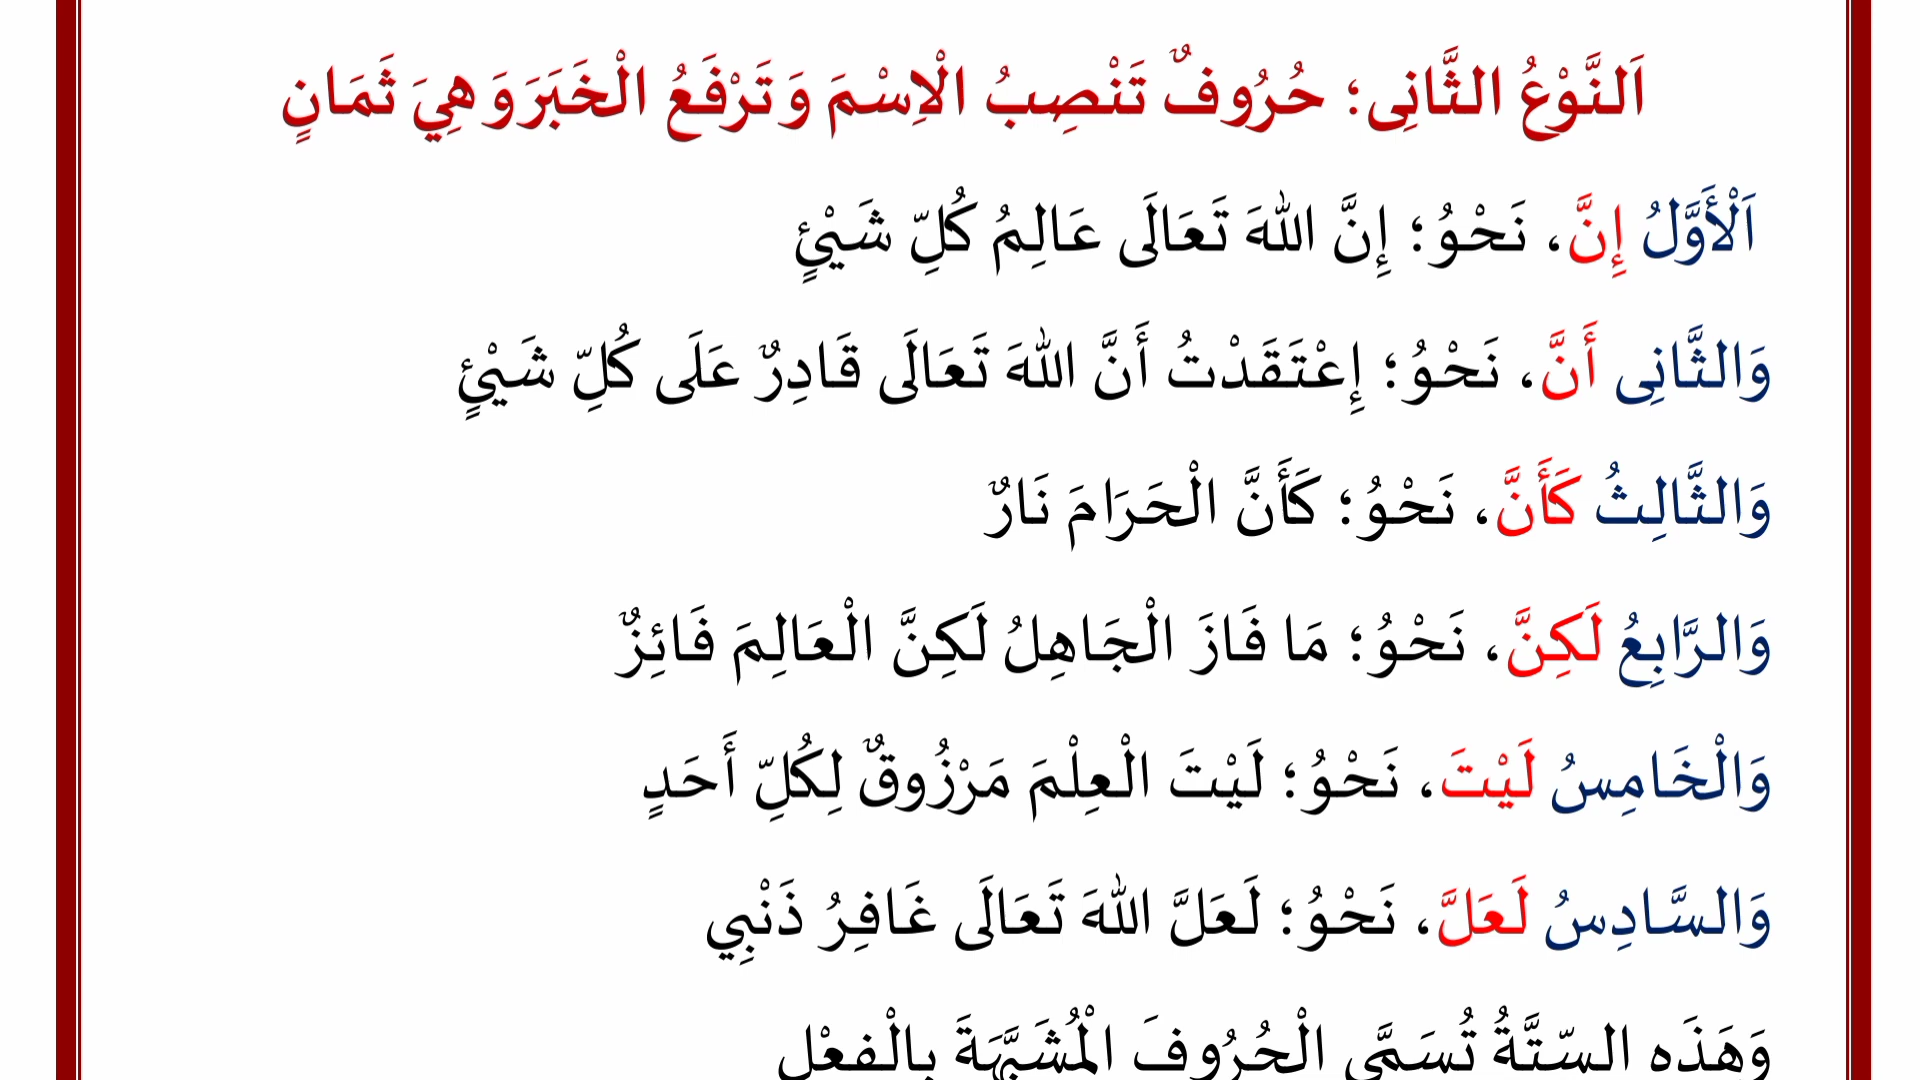 اَلنَّوْعُ الثَّانِى؛ حُرُوفٌ تَنْصِبُ الْاِسْمَ وَتَرْفَعُ الْخَبَرَ وَهِيَ ثَمَانٍ
اَلْأَوَّلُ إِنَّ، نَحْوُ؛ إِنَّ اللهَ تَعَالَى عَالِمُ كُلِّ شَيْئٍ
وَالثَّانِى أَنَّ، نَحْوُ؛ إِعْتَقَدْتُ أَنَّ اللهَ تَعَالَى قَادِرٌ عَلَى كُلِّ شَيْئٍ
وَالثَّالِثُ كَأَنَّ، نَحْوُ؛ كَأَنَّ الْحَرَامَ نَارٌ
وَالرَّابِعُ لَكِنَّ، نَحْوُ؛ مَا فَازَ الْجَاهِلُ لَكِنَّ الْعَالِمَ فَائِزٌ
وَالْخَامِسُ لَيْتَ، نَحْوُ؛ لَيْتَ الْعِلْمَ مَرْزُوقٌ لِكُلِّ أَحَدٍ
وَالسَّادِسُ لَعَلَّ، نَحْوُ؛ لَعَلَّ اللهَ تَعَالَى غَافِرُ ذَنْبِي
وَهَذَه السِّتَّةُ تُسَمَّى الْحُرُوفَ الْمُشَبَّهَةَ بِالْفِعْلِ